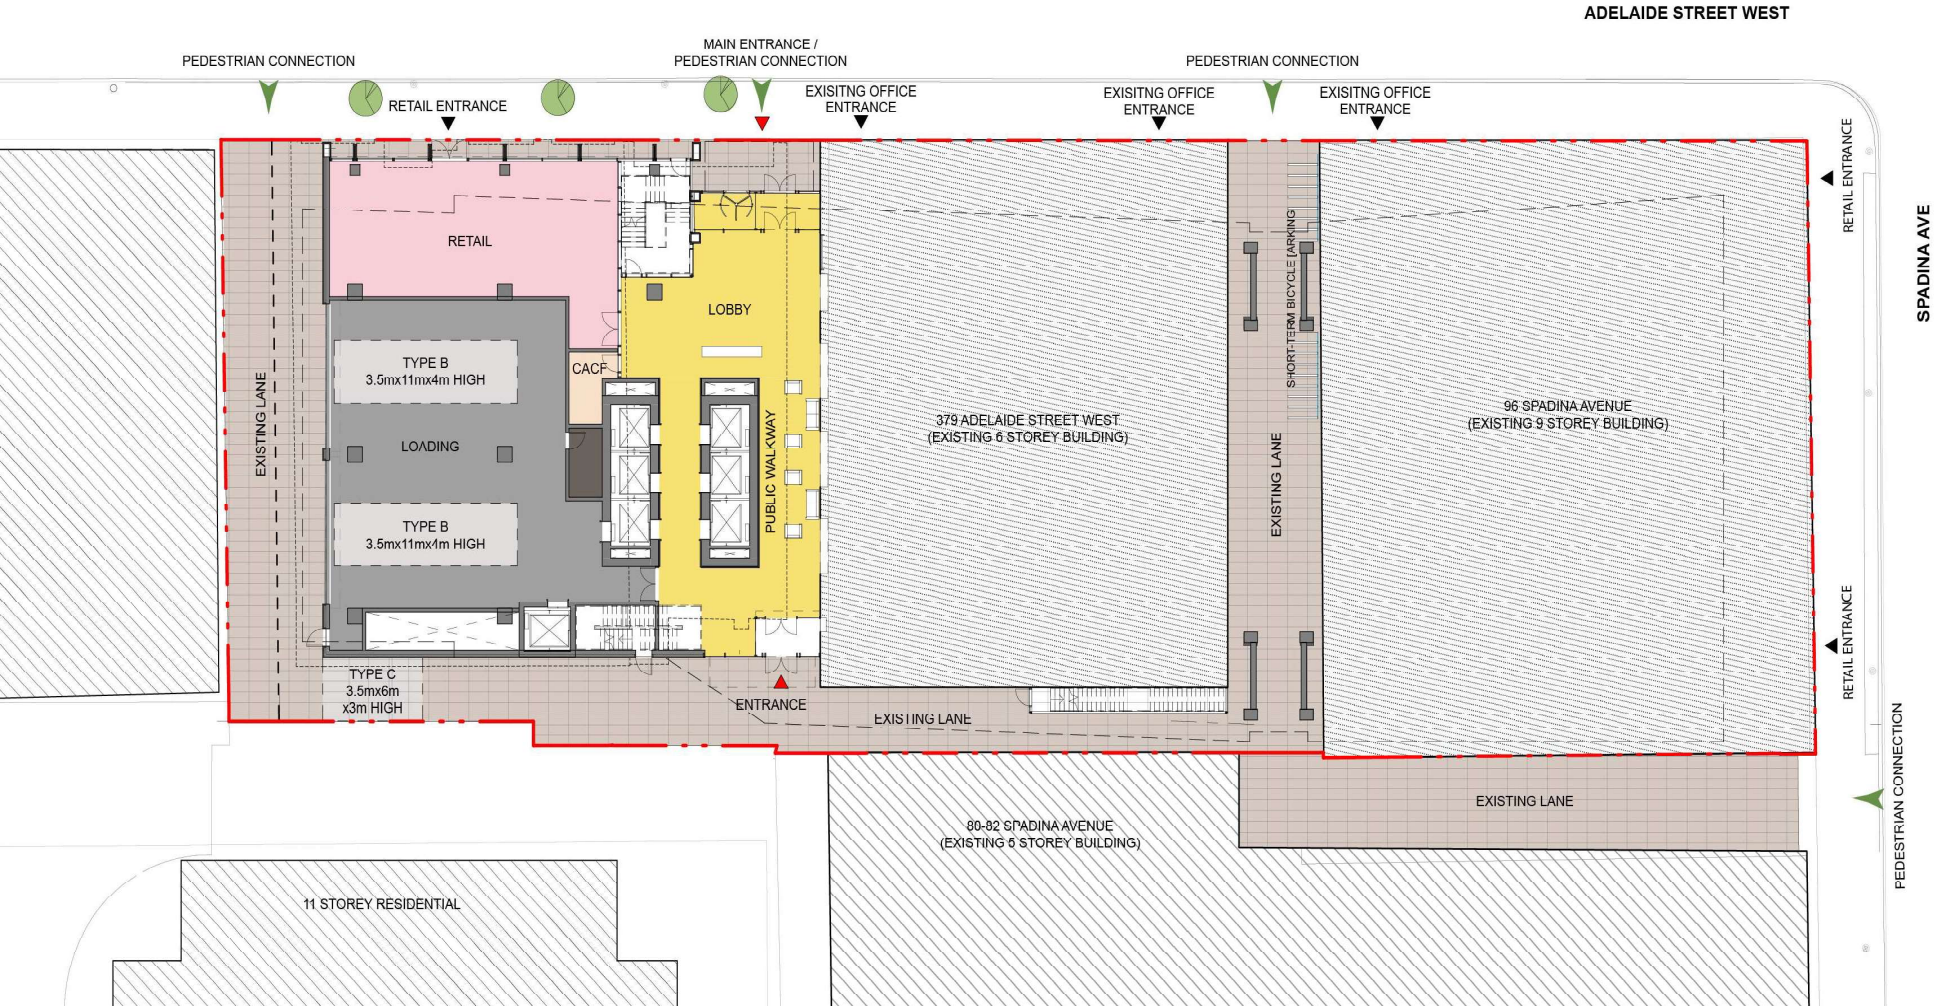 ADELAIDE STREET WEST
MAIN ENTRANCE /
PEDESTRIAN CONNECTION
PEDESTRIAN CONNECTION
PEDESTRIAN CONNECTION
EXISITNG OFFICE
ENTRANCE
EXISITNG OFFICE
ENTRANCE
EXISITNG OFFICE
ENTRANCE
RETAIL ENTRANCE
RETAIL ENTRANCE
SPADINA AVE
RETAIL
LOBBY
SHORT-TERM BICYCLE [ARKING
TYPE B
3.5mx11mx4m HIGH
CACF
EXISTING LANE
LOADING
PUBLIC WALKWAY
379 ADELAIDE STREET WEST
(EXISTING 6 STOREY BUILDING)
EXISTING LANE
96 SPADINA AVENUE
(EXISTING 9 STOREY BUILDING)
TYPE B
3.5mx11mx4m HIGH
RETAIL ENTRANCE
TYPE C
3.5mx6m
x3m HIGH
ENTRANCE
EXISTING LANE
PEDESTRIAN CONNECTION
EXISTING LANE
80-82 SPADINA AVENUE
(EXISTING 5 STOREY BUILDING)
11 STOREY RESIDENTIAL